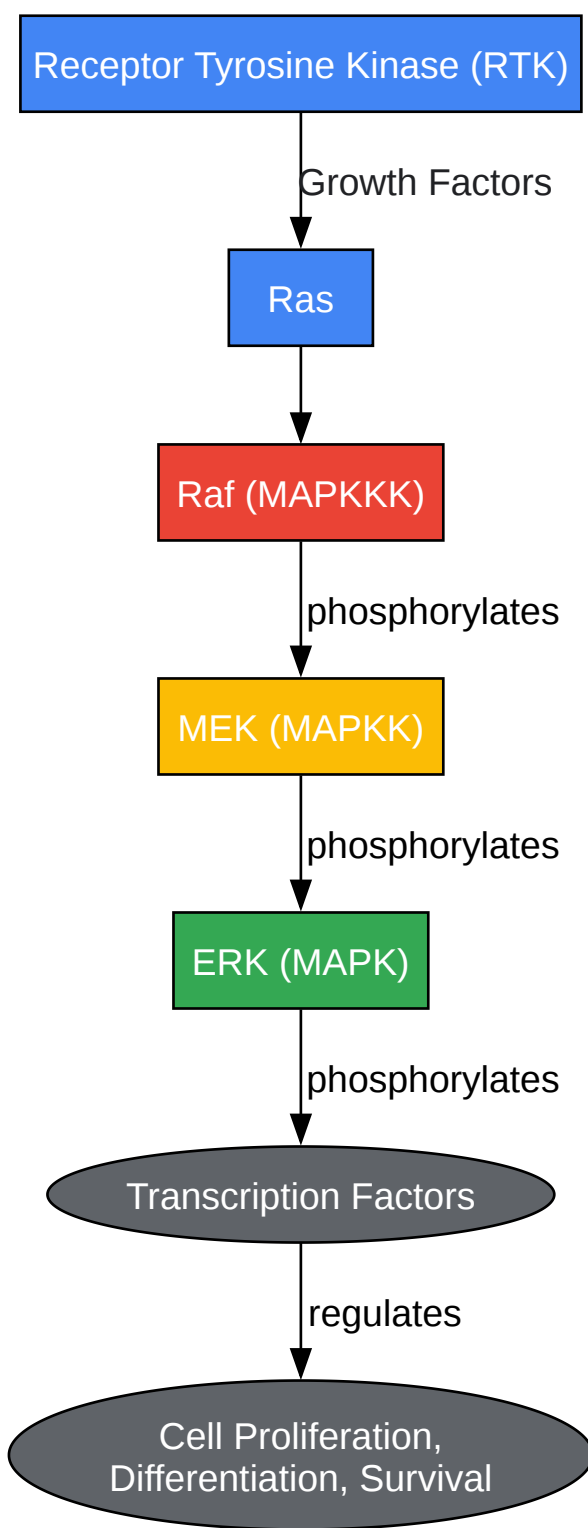 Receptor Tyrosine Kinase (RTK)
Growth Factors
Ras
Raf (MAPKKK)
phosphorylates
MEK (MAPKK)
phosphorylates
ERK (MAPK)
phosphorylates
Transcription Factors
regulates
Cell Proliferation,
Differentiation, Survival